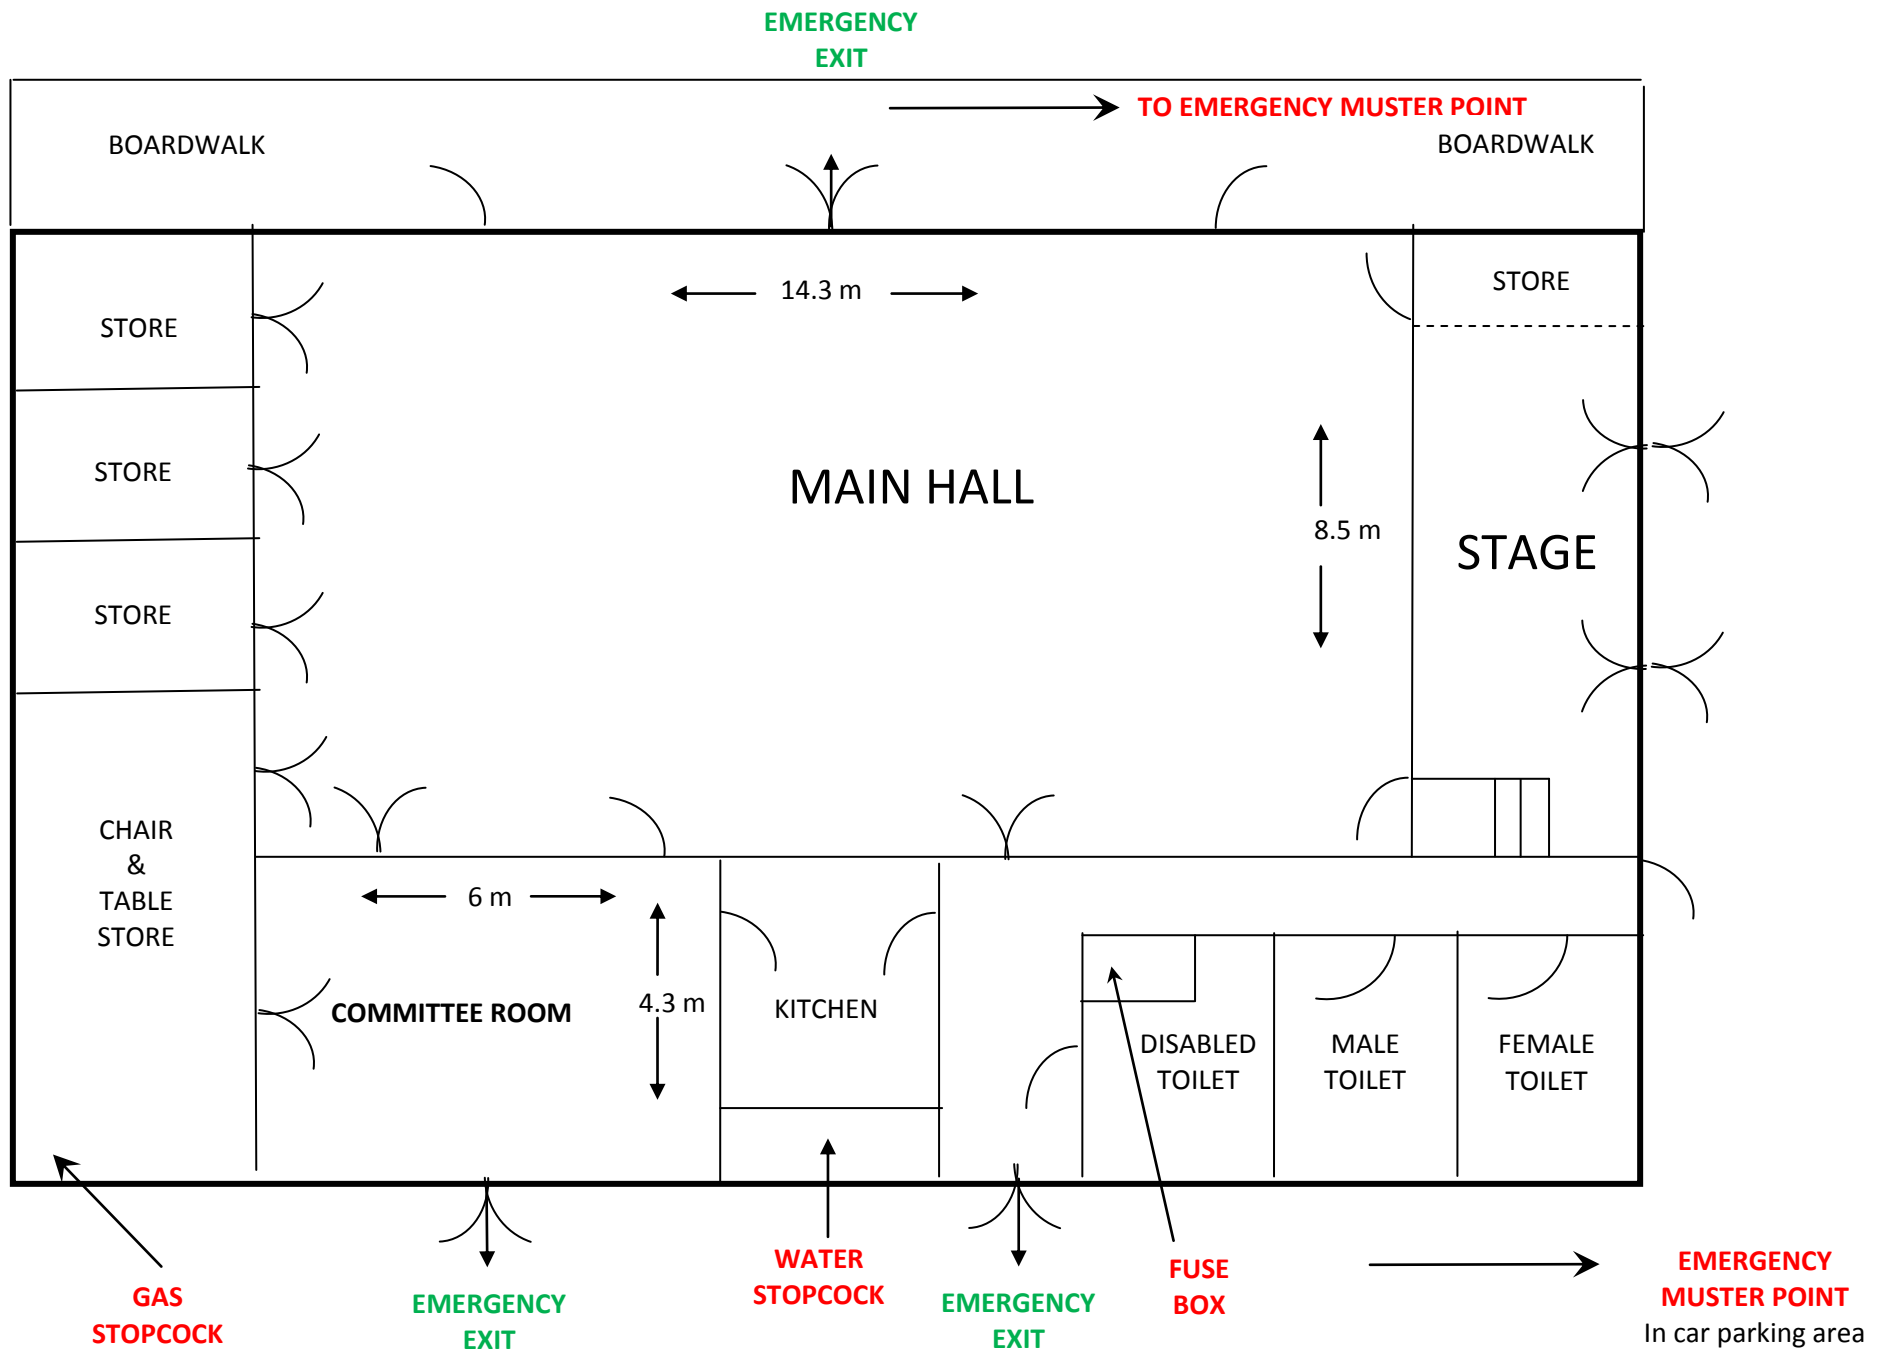 EMERGENCY
EXIT
TO EMERGENCY MUSTER POINT
BOARDWALK
BOARDWALK
STORE
14.3 m
STORE
STORE
MAIN HALL
8.5 m
STAGE
STORE
CHAIR
&
TABLE
STORE
6 m
4.3 m
COMMITTEE ROOM
KITCHEN
DISABLED
TOILET
MALE
TOILET
FEMALE
TOILET
GAS
STOPCOCK
EMERGENCY
EXIT
WATER
STOPCOCK
EMERGENCY
EXIT
FUSE
BOX
EMERGENCY
MUSTER POINT
In car parking area